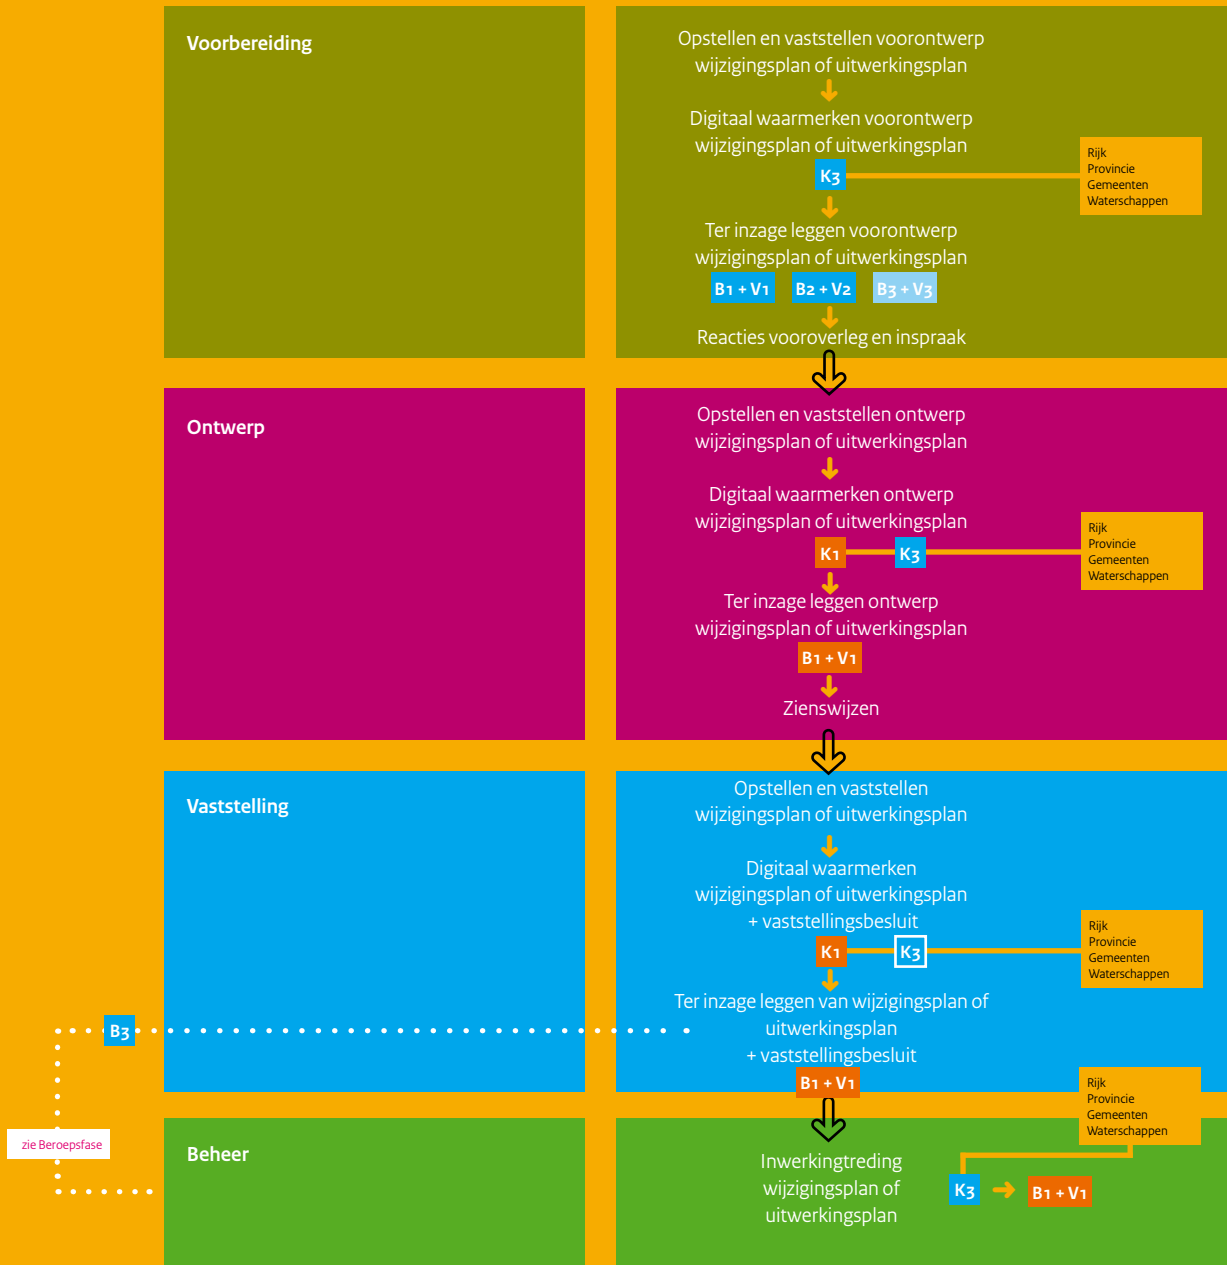 Voorbereiding
Opstellen en vaststellen voorontwerp
wijzigingsplan of uitwerkingsplan
Digitaal waarmerken voorontwerp
wijzigingsplan of uitwerkingsplan
K3
Rijk
Provincie
Gemeenten
Waterschappen
Ter inzage leggen voorontwerp
wijzigingsplan of uitwerkingsplan
B1 + V1 B2 + V2 B3 + V3
Reacties vooroverleg en inspraak
Ontwerp
Opstellen en vaststellen ontwerp
wijzigingsplan of uitwerkingsplan
Digitaal waarmerken ontwerp
wijzigingsplan of uitwerkingsplan
K1 K3
Rijk
Provincie
Gemeenten
Waterschappen
Ter inzage leggen ontwerp
wijzigingsplan of uitwerkingsplan
B1 + V1
Zienswijzen
Vaststelling
Opstellen en vaststellen
wijzigingsplan of uitwerkingsplan
Digitaal waarmerken
wijzigingsplan of uitwerkingsplan
+ vaststellingsbesluit
K1 K3
Rijk
Provincie
Gemeenten
Waterschappen
Ter inzage leggen van wijzigingsplan of
uitwerkingsplan
+ vaststellingsbesluit
B3
B1 + V1
zie Beroepsfase
Beheer
Inwerkingtreding
wijzigingsplan of
uitwerkingsplan
Rijk
Provincie
Gemeenten
Waterschappen
K3 B1 + V1